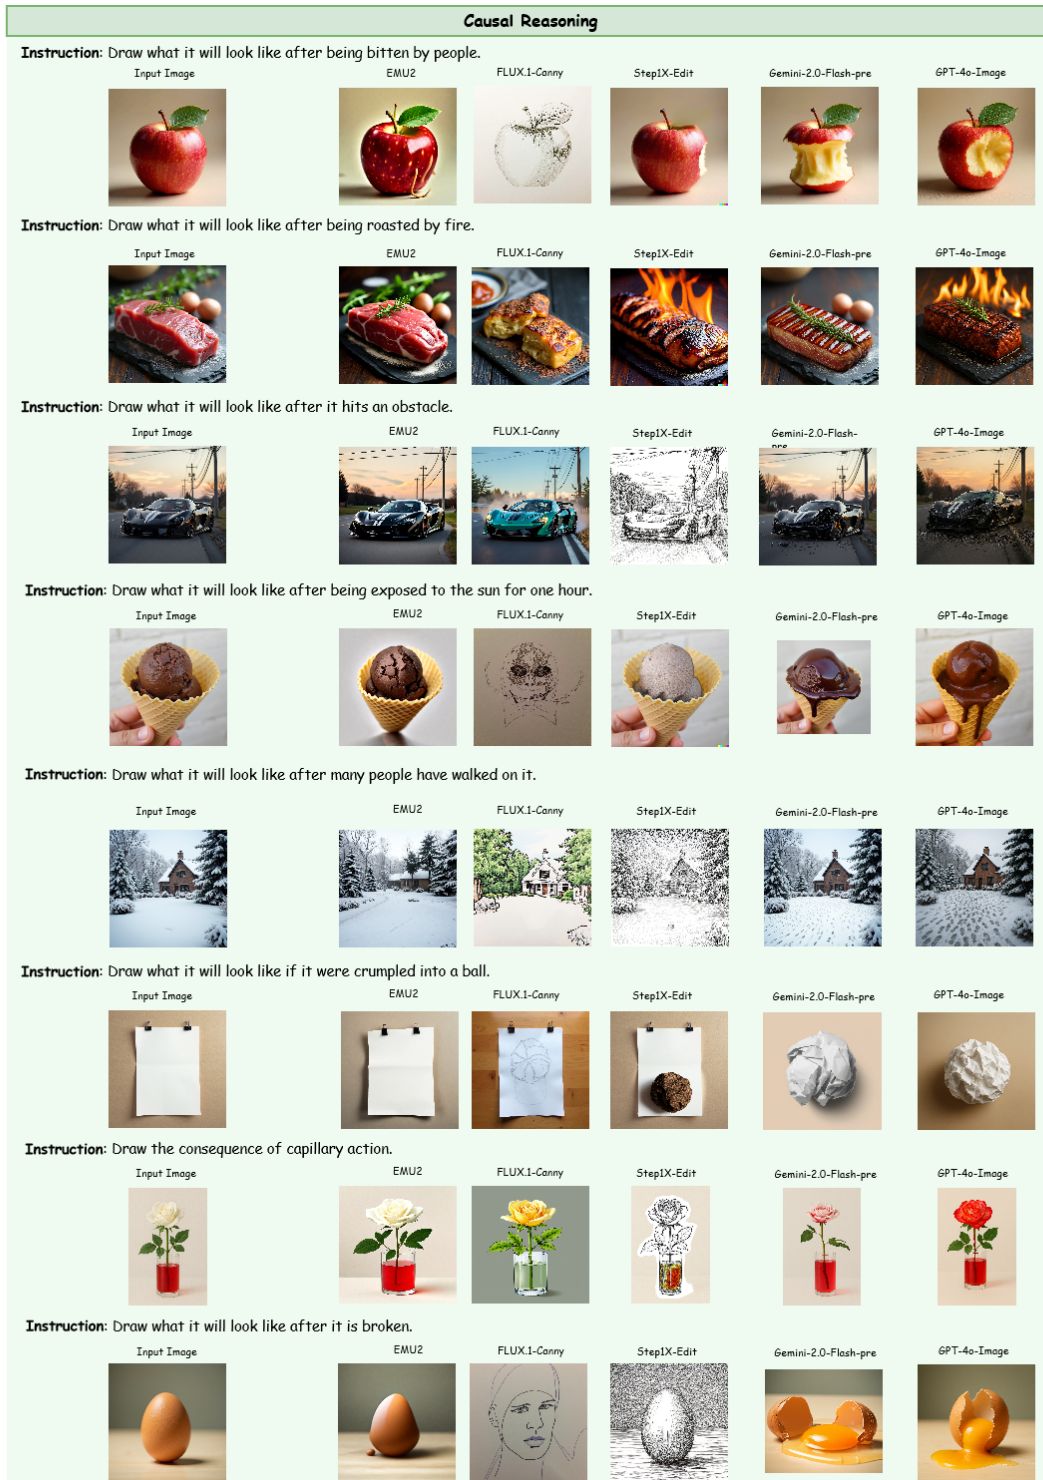 Causal Reasoning
Instruction: Draw what it will look like after being bitten by people.
Input Image EMU2 FLUX.1-Canny Step1X-Edit Gemini-2.0-Flash-pre GPT-4o-Image
Instruction: Draw what it will look like after being roasted by fire.
Input Image EMU2 FLUX.1-Canny Step1X-Edit Gemini-2.0-Flash-pre GPT-4o-Image
Instruction: Draw what it will look like after it hits an obstacle.
Input Image EMU2 FLUX.1-Canny Step1X-Edit Gemini-2.0-Flash-pre GPT-4o-Image
Instruction: Draw what it will look like after being exposed to the sun for one hour.
Input Image EMU2 FLUX.1-Canny Step1X-Edit Gemini-2.0-Flash-pre GPT-4o-Image
Instruction: Draw what it will look like after many people have walked on it.
Input Image EMU2 FLUX.1-Canny Step1X-Edit Gemini-2.0-Flash-pre GPT-4o-Image
Instruction: Draw what it will look like if it were crumpled into a ball.
Input Image EMU2 FLUX.1-Canny Step1X-Edit Gemini-2.0-Flash-pre GPT-4o-Image
Instruction: Draw the consequence of capillary action.
Input Image EMU2 FLUX.1-Canny Step1X-Edit Gemini-2.0-Flash-pre GPT-4o-Image
Instruction: Draw what it will look like after it is broken.
Input Image EMU2 FLUX.1-Canny Step1X-Edit Gemini-2.0-Flash-pre GPT-4o-Image